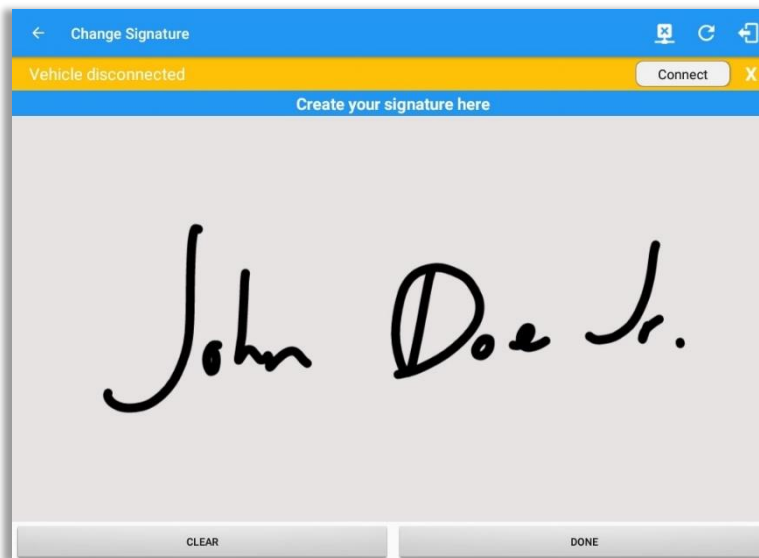 Change Signature
Vehicle disconnected Connect X
Create your signature here
John Doe Jr.
CLEAR DONE